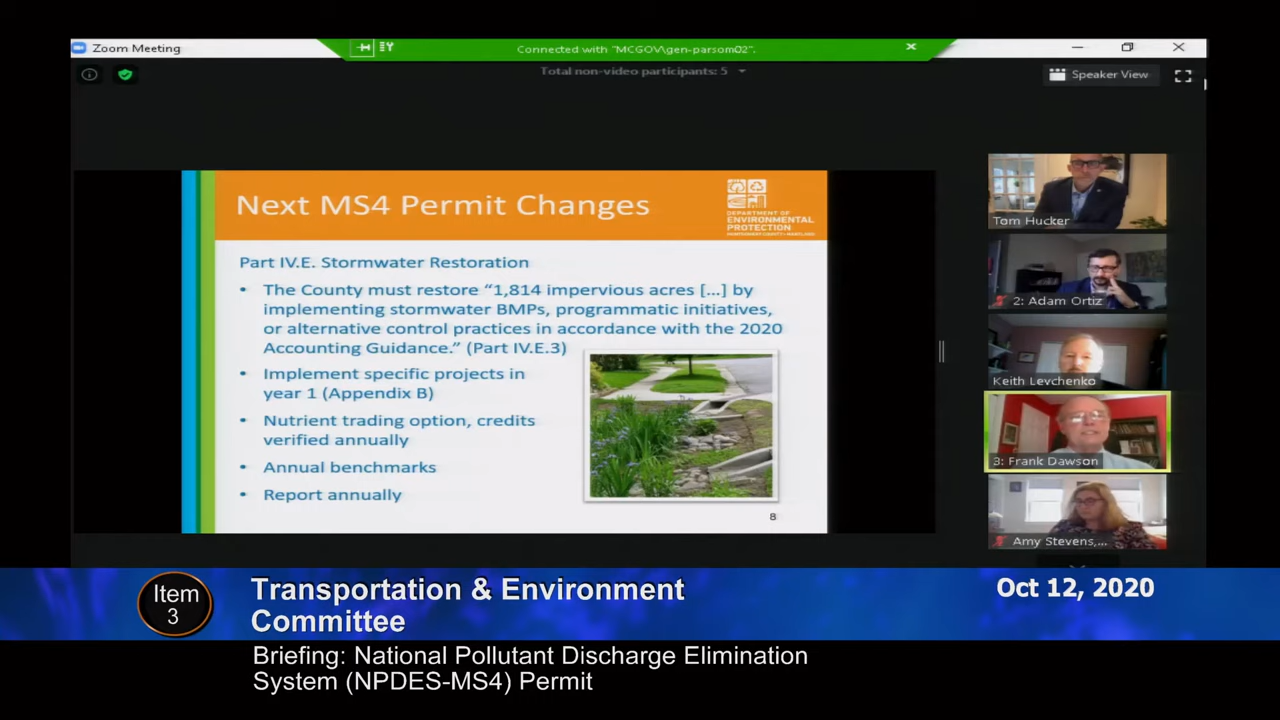 Zoom Meeting
Connected with "MCGOV\gen-parsom02".
Total non-video participants: 5
Speaker View
Next MS4 Permit Changes
DEPARTMENT OF
ENVIRONMENTAL
PROTECTION
Part IV.E. Stormwater Restoration
• The County must restore “1,814 impervious acres [...] by
implementing stormwater BMPs, programmatic initiatives,
or alternative control practices in accordance with the 2020
Accounting Guidance.” (Part IV.E.3)
• Implement specific projects in
year 1 (Appendix B)
• Nutrient trading option, credits
verified annually
• Annual benchmarks
• Report annually
8
Tom Hucker
2: Adam Ortiz
Keith Levchenko
3: Frank Dawson
Amy Stevens,...
Item
3
Transportation & Environment
Committee
Oct 12, 2020
Briefing: National Pollutant Discharge Elimination
System (NPDES-MS4) Permit